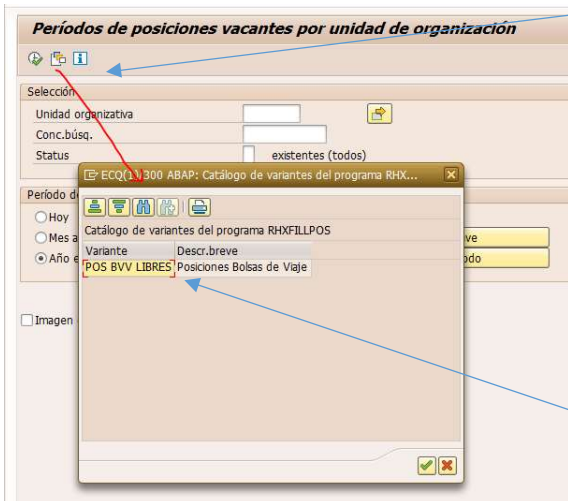 Períodos de posiciones vacantes por unidad de organización
Selección
Unidad organizativa
Conc.búsq.
Status existentes (todos)
Período d
Hoy
Mes a
Año e
Imagen
ECQ(1)/300 ABAP: Catálogo de variantes del programa RHX...
Catálogo de variantes del programa RHXFILLPOS
Variante Descr.breve
POS BVV LIBRES Posiciones Bolsas de Viaje
ve
odo